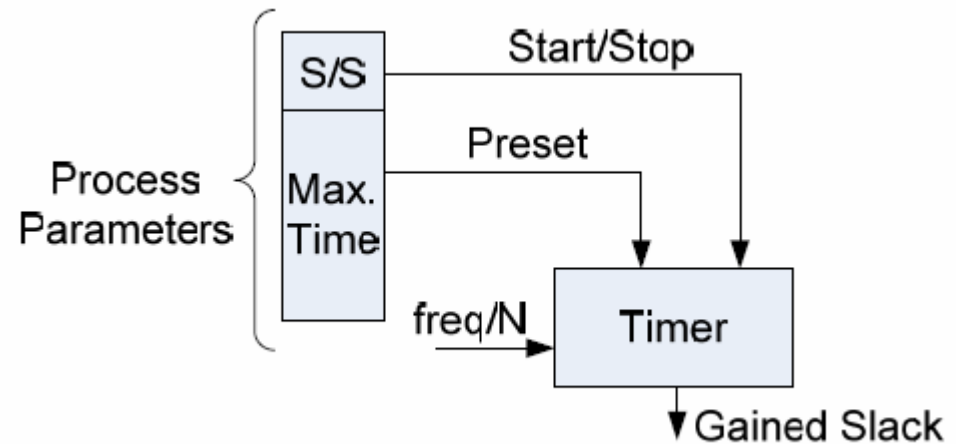 S/S
Start/Stop
Preset
Process
Parameters
Max.
Time
freq/N
Timer
Gained Slack